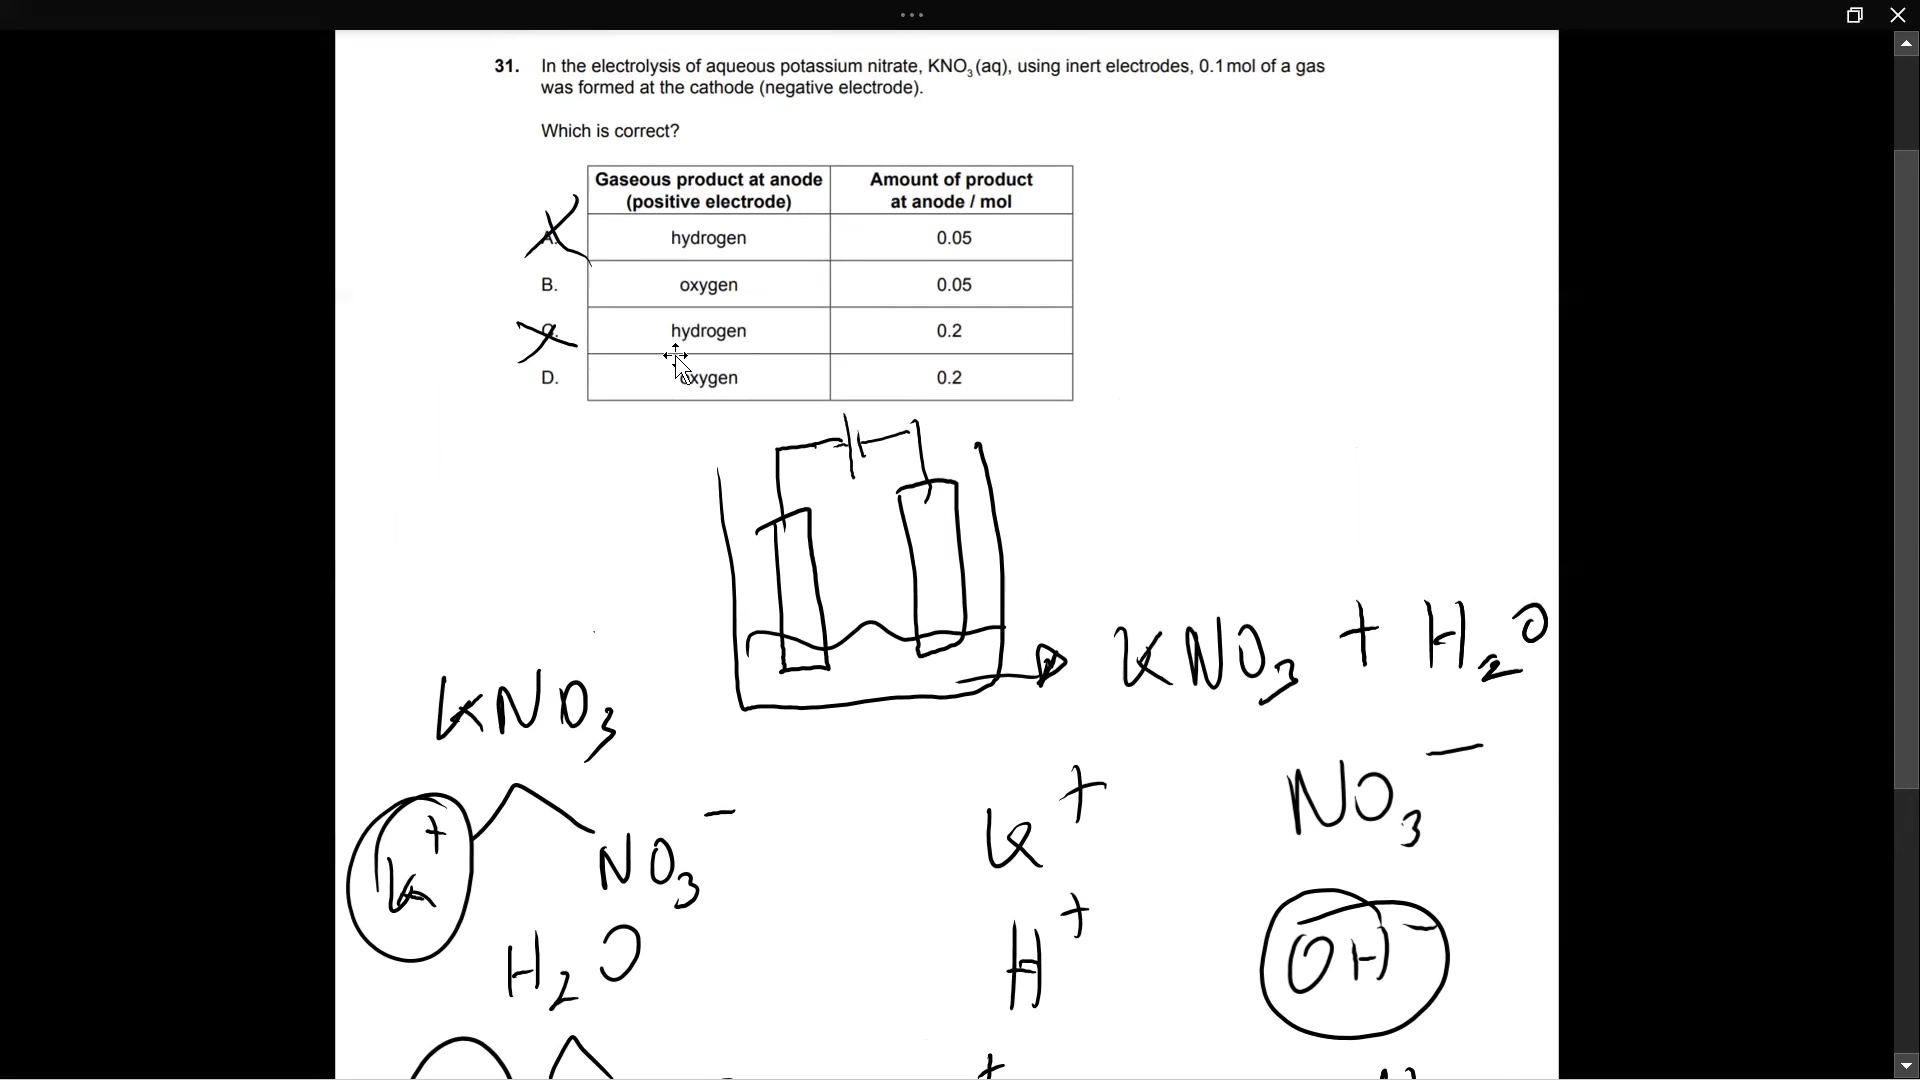 31. In the electrolysis of aqueous potassium nitrate, KNO₃(aq), using inert electrodes, 0.1 mol of a gas
was formed at the cathode (negative electrode).
Which is correct?
Gaseous product at anode
(positive electrode)
Amount of product
at anode / mol
A. hydrogen 0.05
B. oxygen 0.05
C. hydrogen 0.2
D. oxygen 0.2
KNO₃ + H₂O
KNO₃
K⁺ NO₃⁻
K⁺ NO₃⁻
H₂O
H⁺ OH⁻